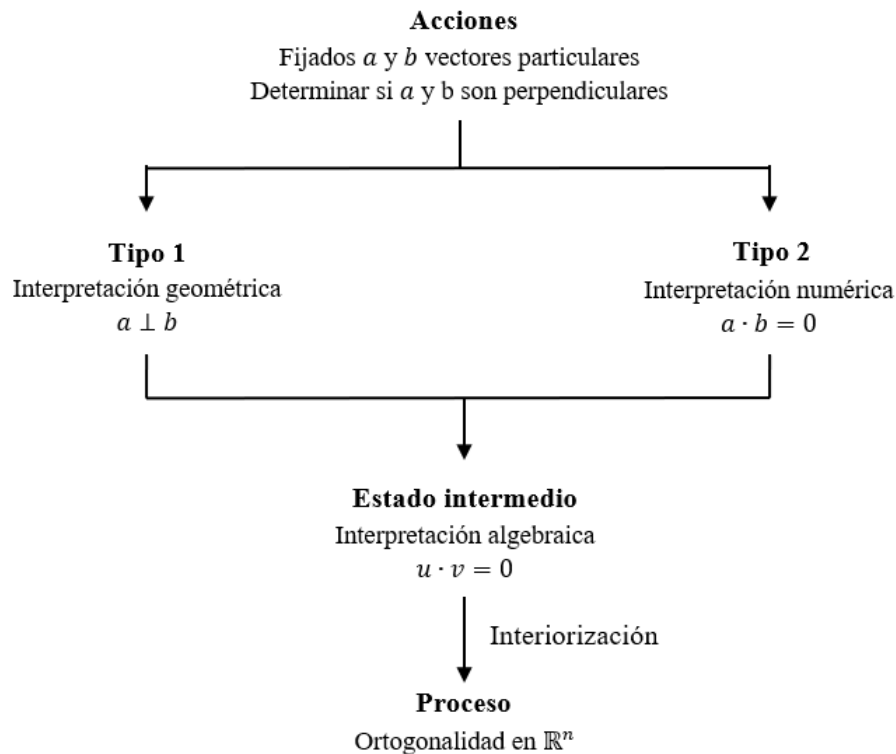 Acciones
Fijados a y b vectores particulares
Determinar si a y b son perpendiculares
Tipo 1
Interpretación geométrica
a ⊥ b
Tipo 2
Interpretación numérica
a · b = 0
Estado intermedio
Interpretación algebraica
u · v = 0
Interiorización
Proceso
Ortogonalidad en ℝⁿ